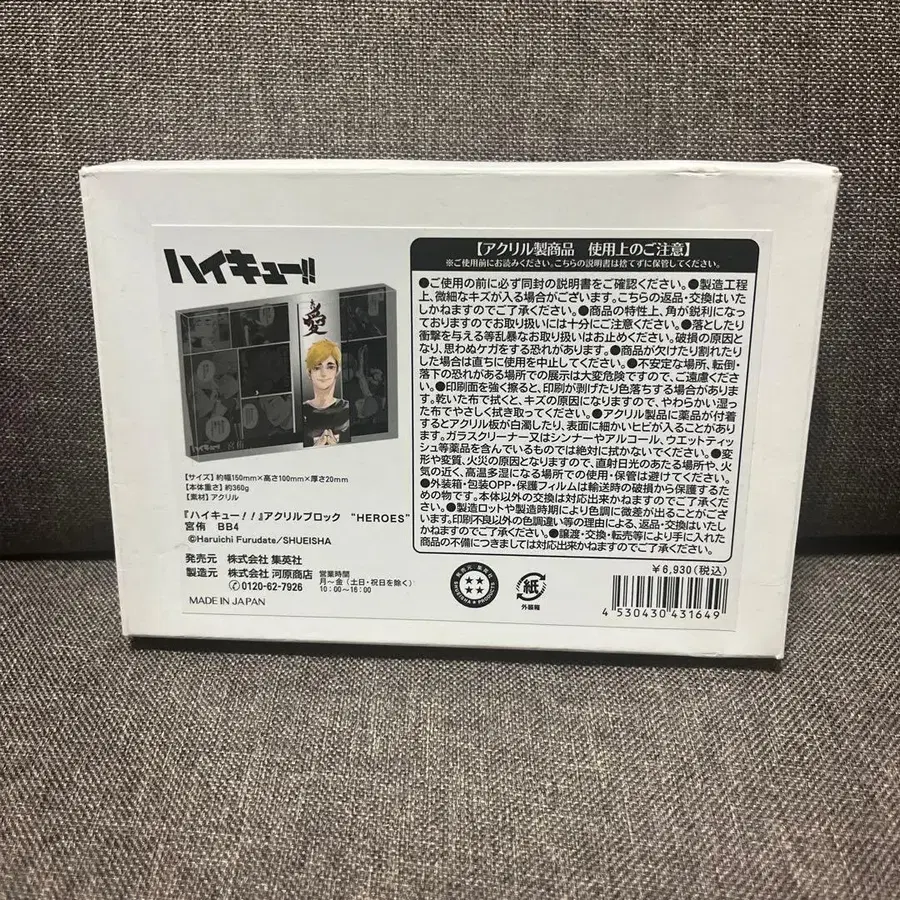 ハイキュー!!
愛
ハイキュー!! 宮侑
【サイズ】約幅150mm×高さ100mm×厚さ20mm
【本体重さ】約360g
【素材】アクリル
『ハイキュー!!』アクリルブロック “HEROES”
宮侑 BB4
©Haruichi Furudate/SHUEISHA
発売元 株式会社 集英社
製造元 株式会社 河原商店
0120-62-7926
営業時間
月〜金(土日・祝日を除く)
10:00〜16:00
MADE IN JAPAN
【アクリル製商品 使用上のご注意】
※ご使用前にお読みください。こちらの説明書は捨てずに保管してください。
●ご使用の前に必ず同封の説明書をご確認ください。●製造工程
上、微細なキズが入る場合がございます。こちらの返品・交換はいた
しかねますのでご了承ください。●商品の特性上、角が鋭利になっ
ておりますのでお取り扱いには十分にご注意ください。●落としたり
衝撃を与える等乱暴なお取り扱いはお止めください。破損の原因と
なり、思わぬケガをする恐れがあります。●商品が欠けたり割れたり
した場合は直ちに使用を中止してください。●不安定な場所、転倒・
落下の恐れがある場所での展示は大変危険ですので、ご遠慮くださ
い。●印刷面を強く擦ると、印刷が剥げたり色落ちする場合がありま
す。乾いた布で拭くと、キズの原因になりますので、やわらかい湿っ
た布でやさしく拭き取ってください。●アクリル製品に薬品が付着
するとアクリル板が白濁したり、表面に細かいヒビが入ることがあり
ます。ガラスクリーナー又はシンナーやアルコール、ウエットティッ
シュ等薬品を含んでいるものでは絶対に拭かないでください。●変
形や変質、火災の原因となりますので、直射日光のあたる場所や、火
気の近く、高温多湿になる場所での使用・保管は避けてください。
●外装箱・包装OPP・保護フィルムは輸送時の破損から保護するた
めの物です。本体以外の交換は対応出来かねますのでご了承くださ
い。●製造ロットや製造時期により色調に微小の差が出ることがござ
います。印刷不良以外の色調違い等の理由による、返品・交換はいたし
かねますのでご了承ください。●譲渡・交換・転売等により手に入れた
商品の不備につきましては対応出来かねますのでご了承ください。
¥6,930(税込)
発売元 集英社
SHUEISHA PRODUCT
紙
外装箱
4 530430 431649